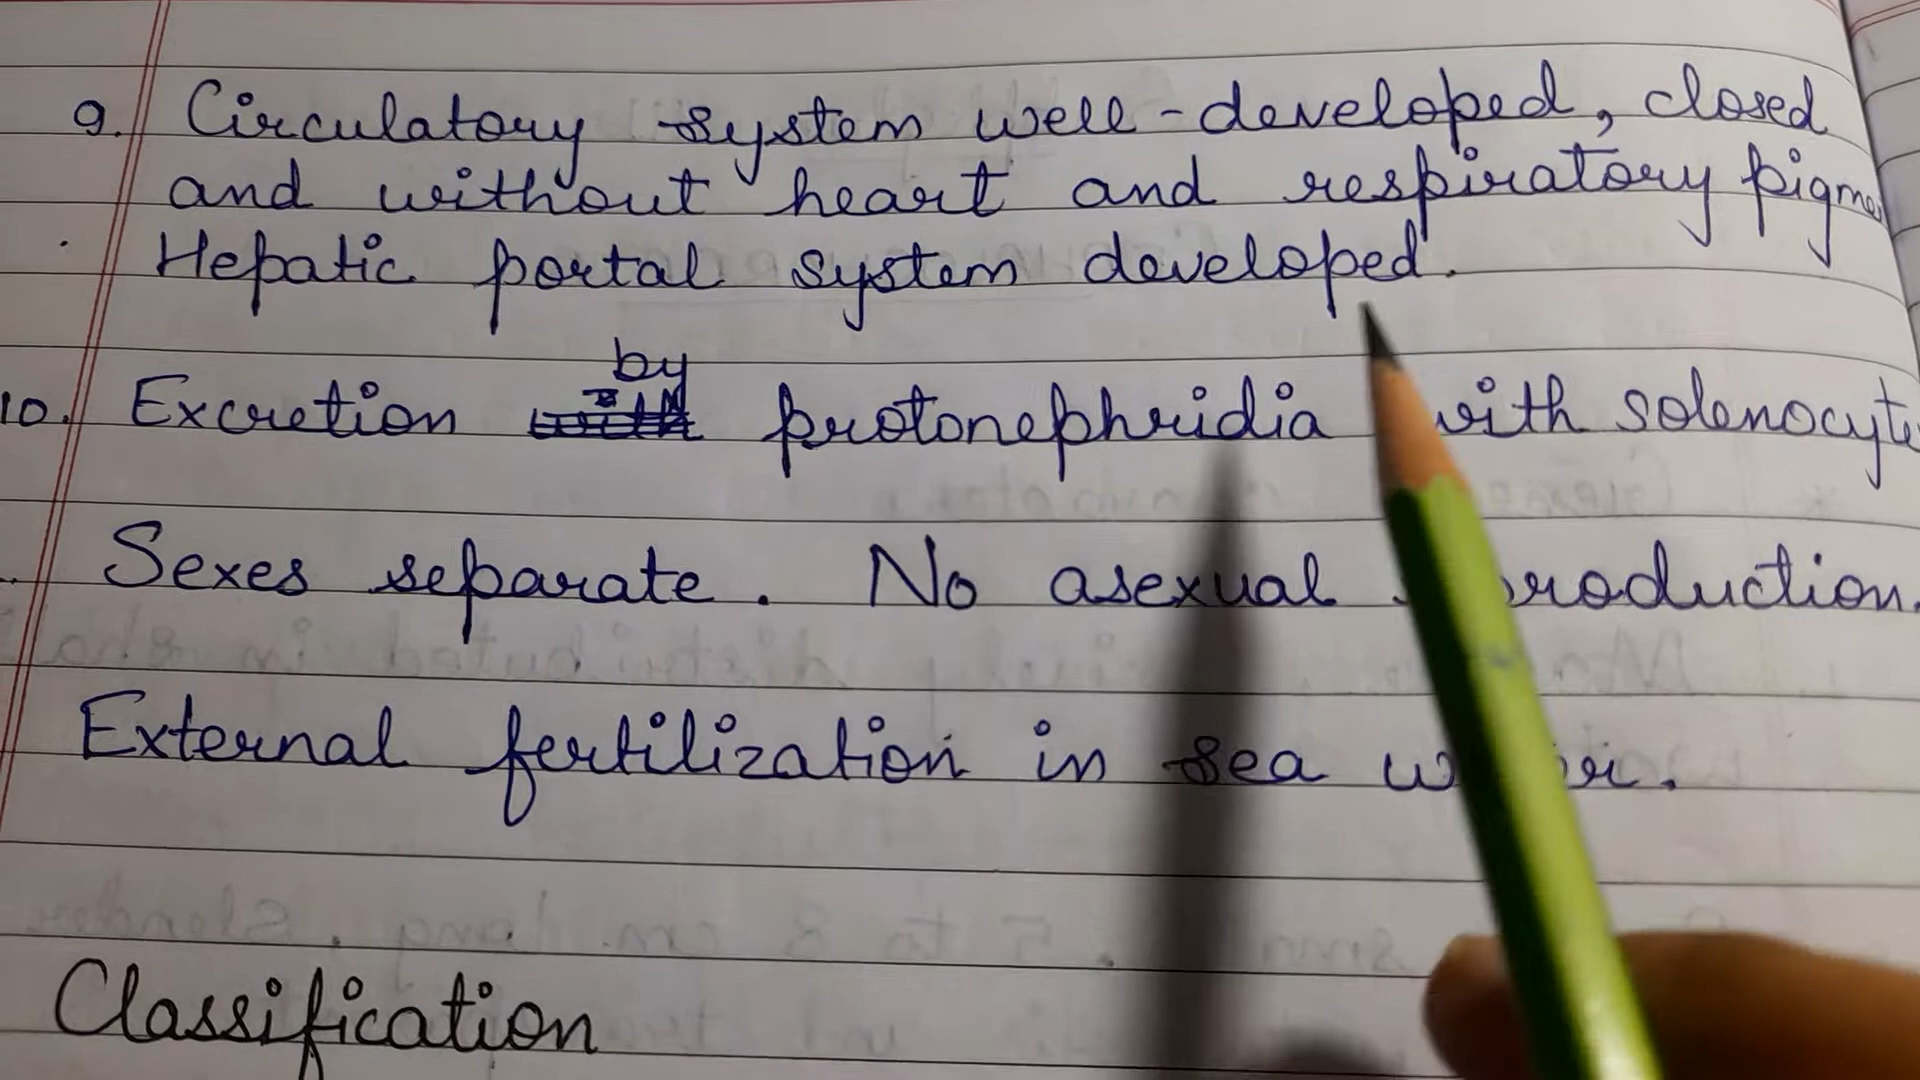 9. Circulatory system well-developed, closed
and without heart and respiratory
Hepatic portal system developed.
10. Excretion by protonephridia with
Sexes separate. No asexual
External fertilization in sea
Classification